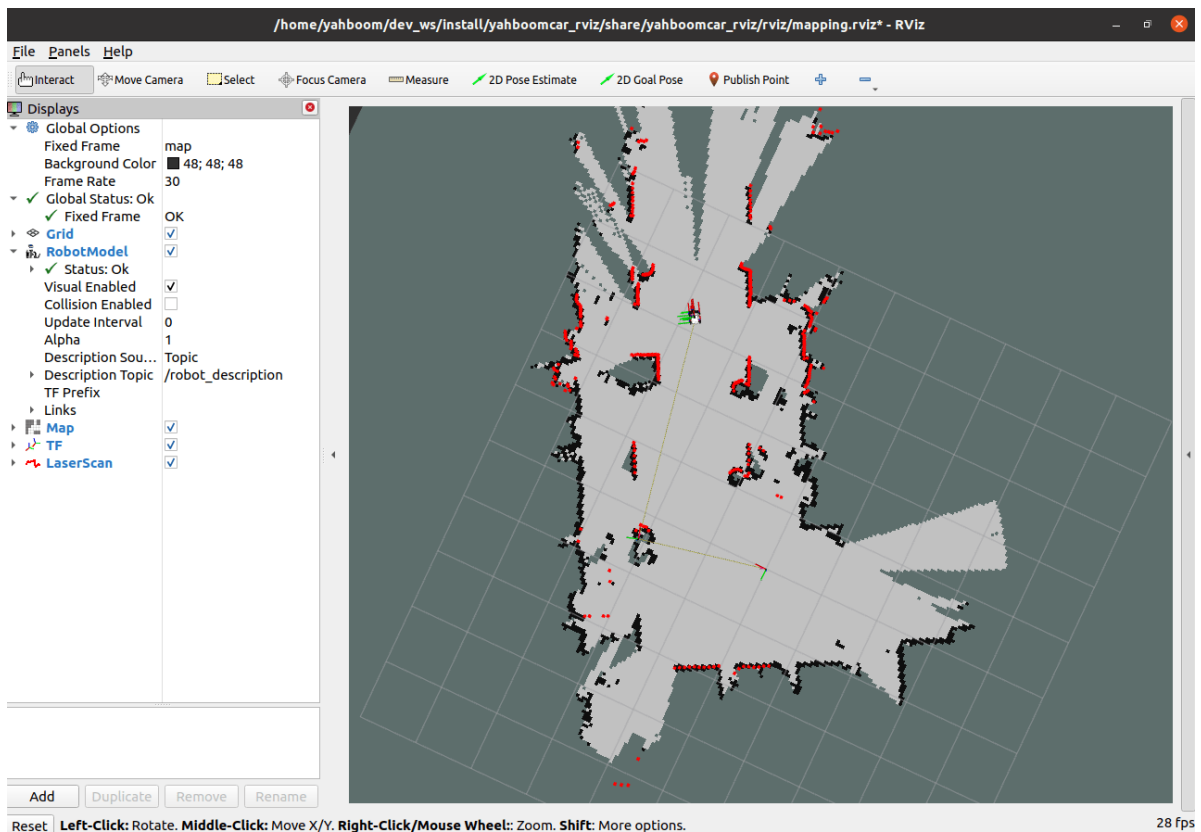 /home/yahboom/dev_ws/install/yahboomcar_rviz/share/yahboomcar_rviz/rviz/mapping.rviz* - RViz
File Panels Help
Interact Move Camera Select Focus Camera Measure 2D Pose Estimate 2D Goal Pose Publish Point
Displays
Global Options
Fixed Frame map
Background Color 48; 48; 48
Frame Rate 30
Global Status: Ok
Fixed Frame OK
Grid
RobotModel
Status: Ok
Visual Enabled
Collision Enabled
Update Interval 0
Alpha 1
Description Sou... Topic
Description Topic /robot_description
TF Prefix
Links
Map
TF
LaserScan
Add Duplicate Remove Rename
Reset Left-Click: Rotate. Middle-Click: Move X/Y. Right-Click/Mouse Wheel:: Zoom. Shift: More options. 28 fps